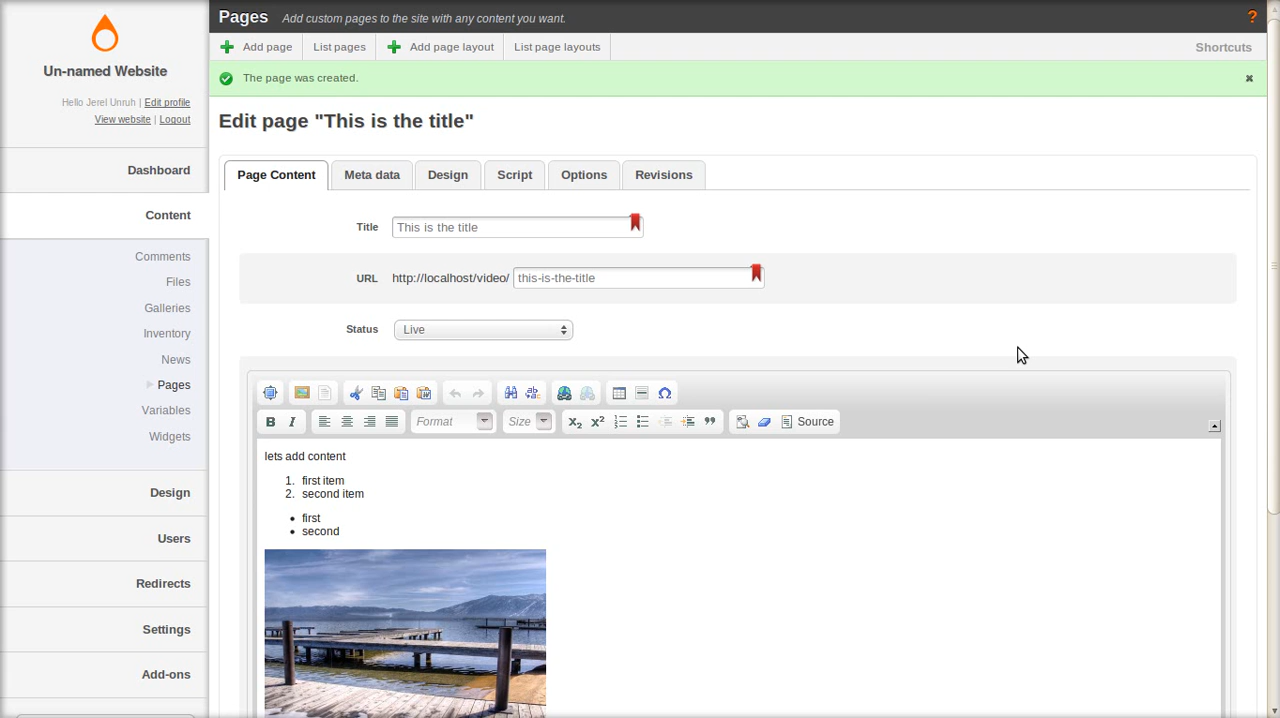 Un-named Website
Hello Jerel Unruh | Edit profile
View website | Logout
Dashboard
Content
Comments
Files
Galleries
Inventory
News
Pages
Variables
Widgets
Design
Users
Redirects
Settings
Add-ons
Pages Add custom pages to the site with any content you want. ?
Add page List pages Add page layout List page layouts Shortcuts
The page was created.
Edit page "This is the title"
Page Content Meta data Design Script Options Revisions
Title This is the title
URL http://localhost/video/ this-is-the-title
Status Live
Format Size Source
lets add content
1. first item
2. second item
• first
• second